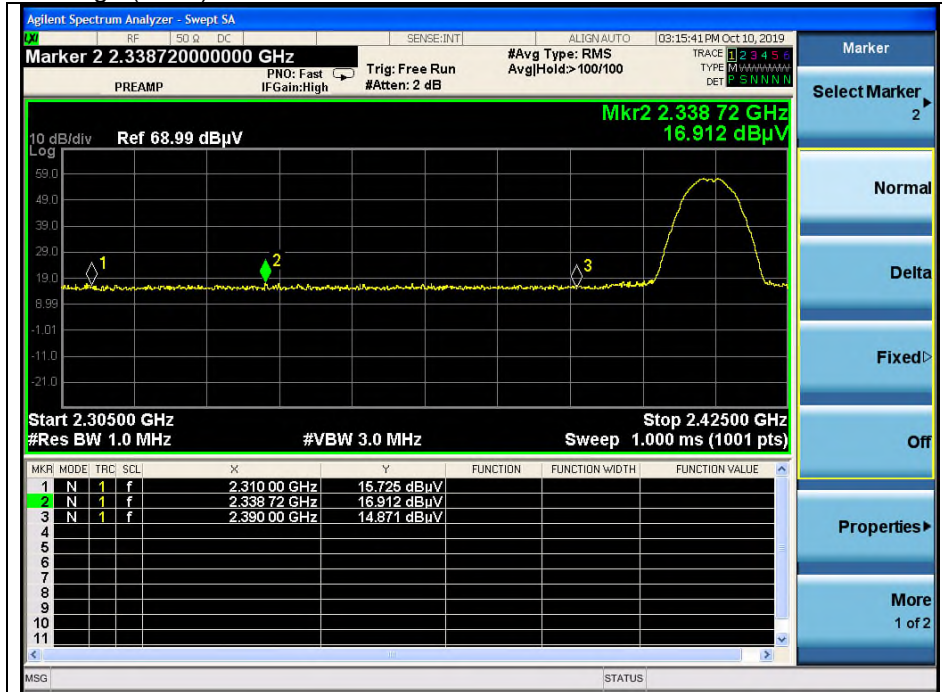 Agilent Spectrum Analyzer - Swept SA
LXI RF 50 Ω DC SENSE:INT ALIGN AUTO 03:15:41 PM Oct 10, 2019
Marker 2 2.338720000000 GHz
PREAMP
PNO: Fast
IFGain:High
Trig: Free Run
#Atten: 2 dB
#Avg Type: RMS
Avg|Hold:>100/100
TRACE 1 2 3 4 5 6
TYPE MWWWWW
DET P S N N N N
Mkr2 2.338 72 GHz
16.912 dBµV
10 dB/div Ref 68.99 dBµV
Log
59.0
49.0
39.0
29.0
19.0
8.99
-1.01
-11.0
-21.0
1
2
3
Start 2.30500 GHz
Stop 2.42500 GHz
#Res BW 1.0 MHz
#VBW 3.0 MHz
Sweep 1.000 ms (1001 pts)
MKR MODE TRC SCL X Y FUNCTION FUNCTION WIDTH FUNCTION VALUE
1 N 1 f 2.310 00 GHz 15.725 dBµV
2 N 1 f 2.338 72 GHz 16.912 dBµV
3 N 1 f 2.390 00 GHz 14.871 dBµV
4
5
6
7
8
9
10
11
MSG
STATUS
Marker
Select Marker
2
Normal
Delta
Fixed
Off
Properties
More
1 of 2